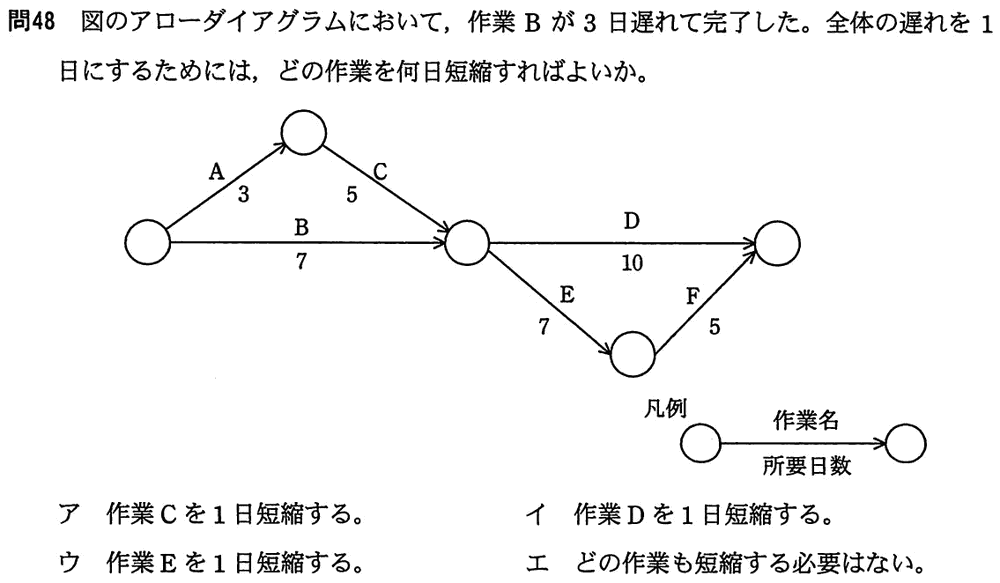 問48 図のアローダイアグラムにおいて，作業 B が 3 日遅れて完了した。全体の遅れを 1
日にするためには，どの作業を何日短縮すればよいか。
A
3
C
5
B
7
D
10
E
7
F
5
凡例
作業名
所要日数
ア 作業 C を 1 日短縮する。
イ 作業 D を 1 日短縮する。
ウ 作業 E を 1 日短縮する。
エ どの作業も短縮する必要はない。